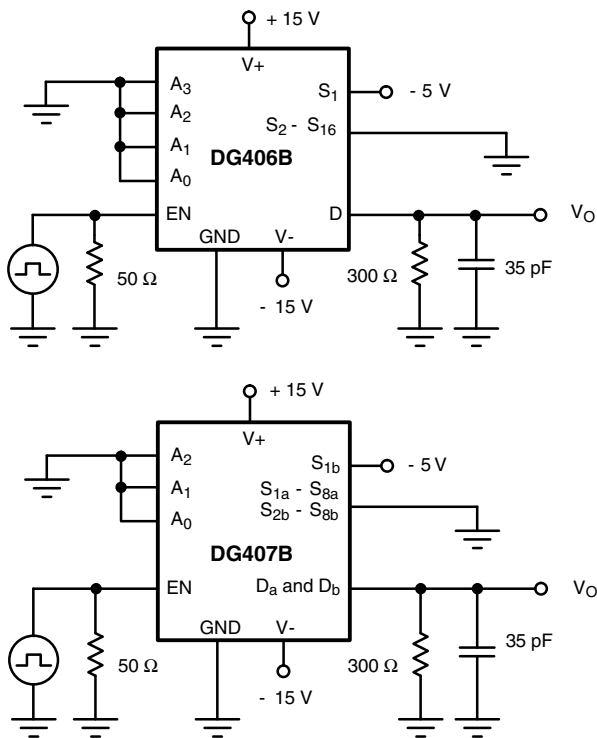 + 15 V
V+
A3
S1
- 5 V
A2
S2 - S16
A1
DG406B
A0
EN
D
VO
GND
V-
50 Ω
300 Ω
35 pF
- 15 V
+ 15 V
V+
A2
S1b
- 5 V
A1
S1a - S8a
S2b - S8b
A0
DG407B
EN
Da and Db
VO
GND
V-
50 Ω
300 Ω
35 pF
- 15 V